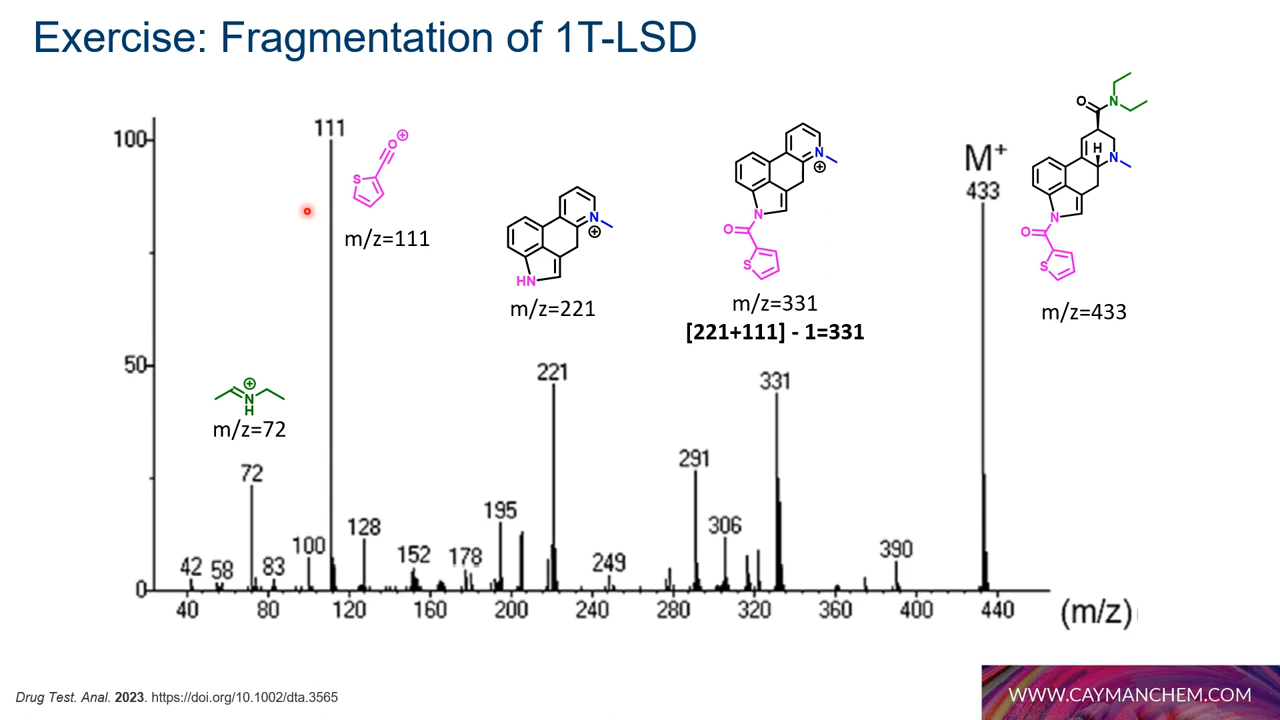 Exercise: Fragmentation of 1T-LSD
100
50
0
111
O
S
m/z=111
N
HN
m/z=221
N
N
O
S
m/z=331
[221+111] - 1=331
M+
433
O
N
H
N
N
O
S
m/z=433
N
H
m/z=72
42
58
72
83
100
128
152
178
195
221
249
291
306
331
390
40
80
120
160
200
240
280
320
360
400
440
(m/z)
Drug Test. Anal. 2023. https://doi.org/10.1002/dta.3565
WWW.CAYMANCHEM.COM